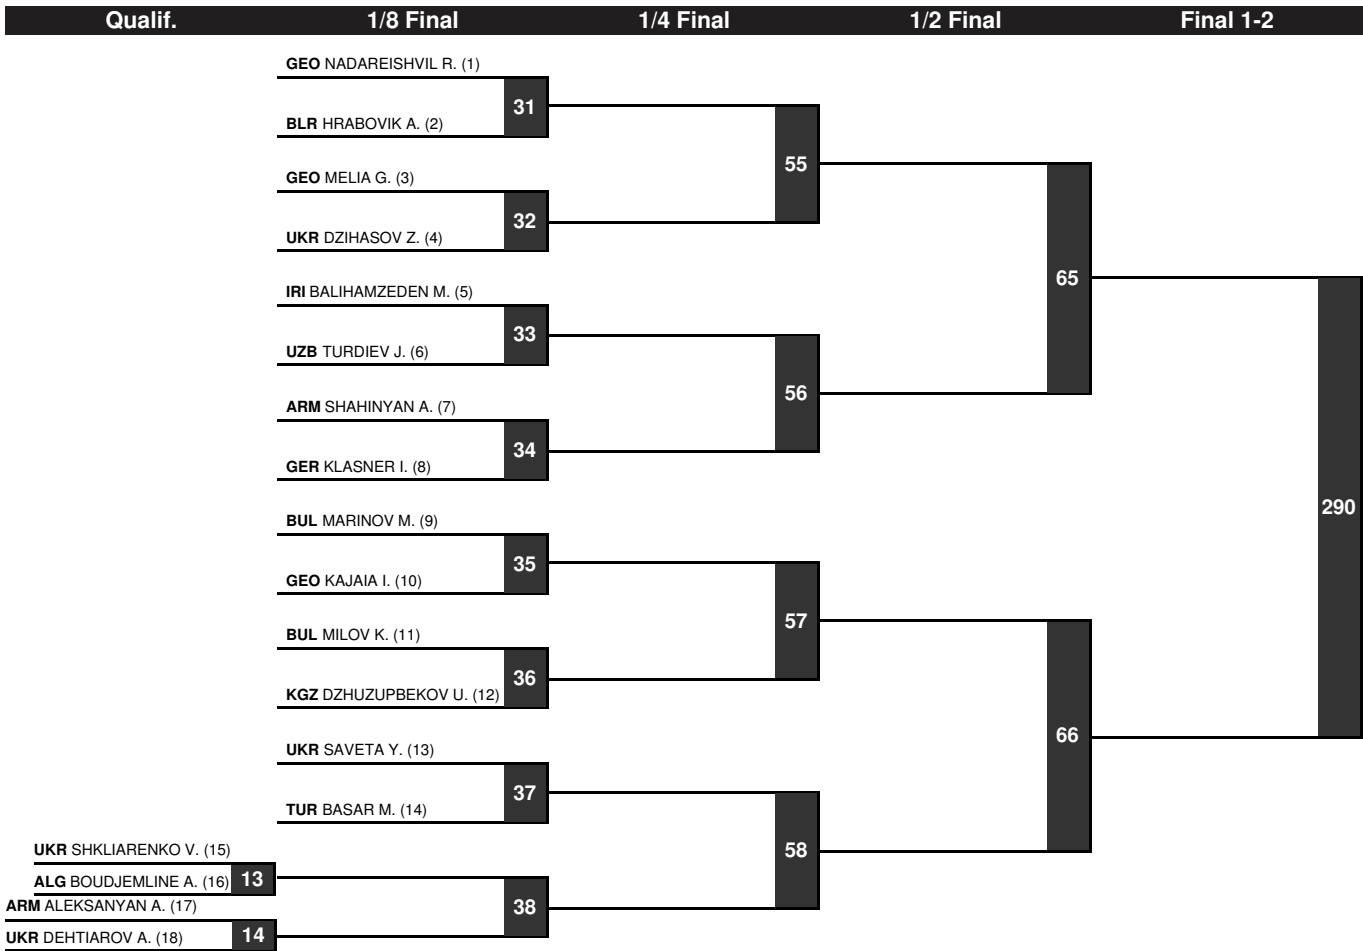 Qualif. 1/8 Final 1/4 Final 1/2 Final Final 1-2
GEO NADAREISHVIL R. (1)
31
BLR HRABOVIK A. (2)
55
GEO MELIA G. (3)
32
UKR DZIHASOV Z. (4)
65
IRI BALIHAMZEDEN M. (5)
33
UZB TURDIEV J. (6)
56
ARM SHAHINYAN A. (7)
34
GER KLASNER I. (8)
290
BUL MARINOV M. (9)
35
GEO KAJAIA I. (10)
57
BUL MILOV K. (11)
36
KGZ DZHUZUPBEKOV U. (12)
66
UKR SAVETA Y. (13)
37
TUR BASAR M. (14)
58
UKR SHKLIARENKO V. (15)
ALG BOUDJEMLINE A. (16) 13
ARM ALEKSANYAN A. (17)
38
UKR DEHTIAROV A. (18) 14